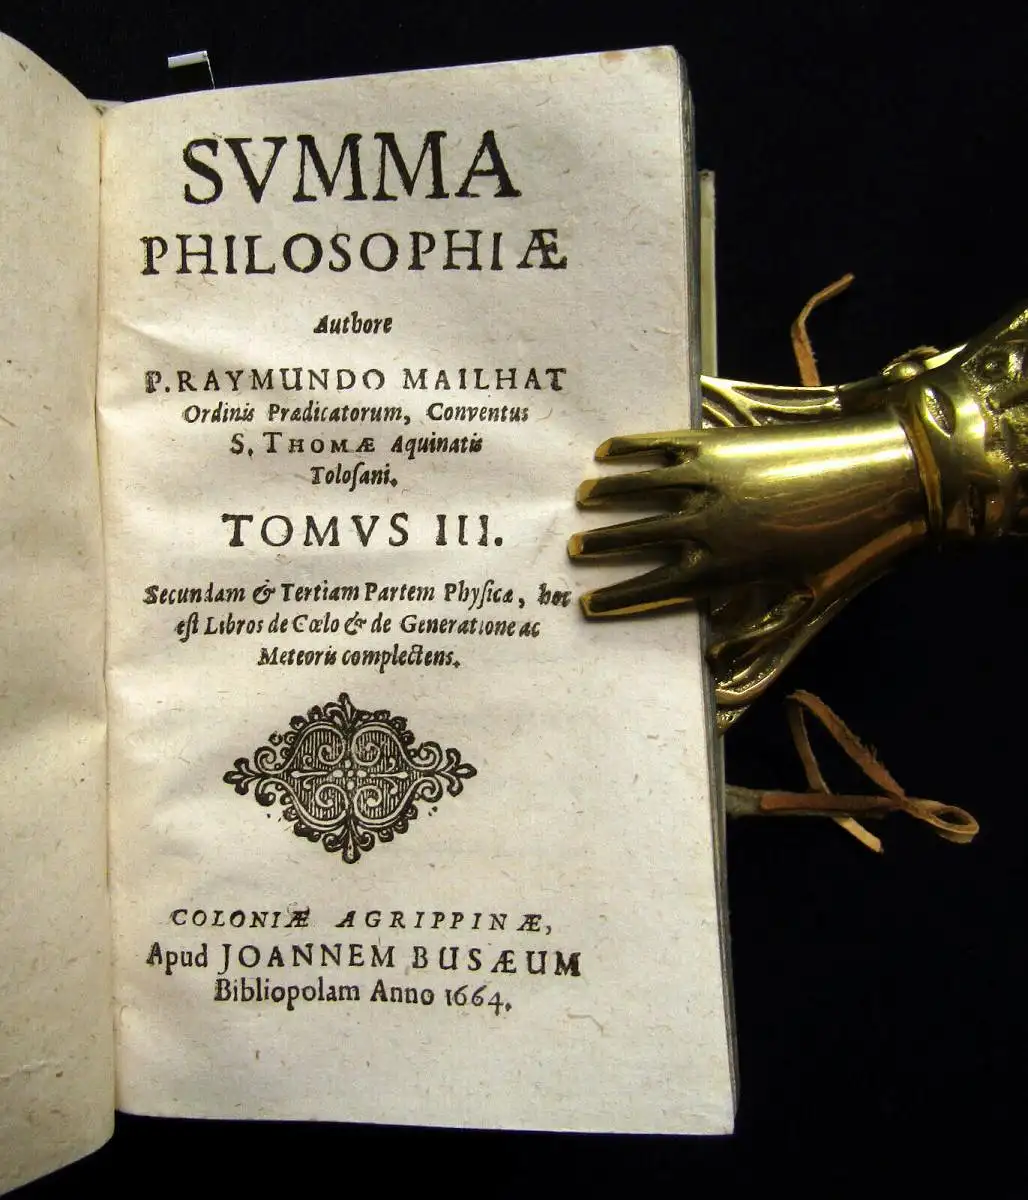 SVMMA
PHILOSOPHIÆ
Authore
P. RAYMUNDO MAILHAT
Ordinis Prædicatorum, Conventus
S. THOMÆ Aquinatis
Toloſani.
TOMVS III.
Secundam & Tertiam Partem Phyſicæ, hoc
eſt Libros de Cœlo & de Generatione ac
Meteoris complectens.
COLONIÆ AGRIPPINÆ,
Apud JOANNEM BUSÆUM
Bibliopolam Anno 1664.